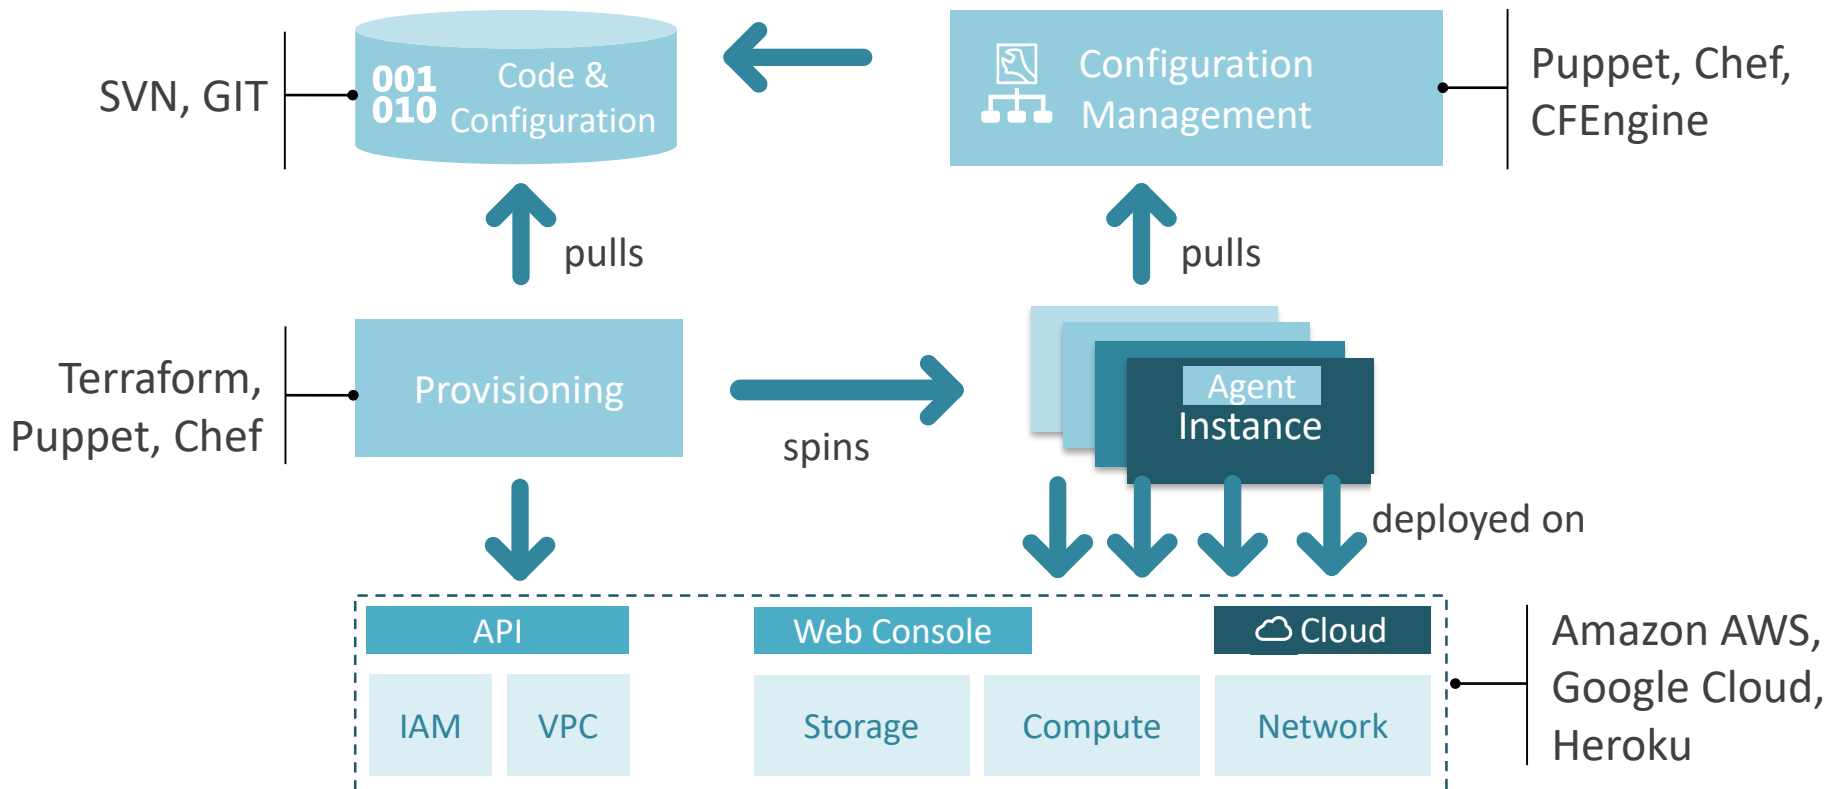 SVN, GIT
001
010
Code &
Configuration
Configuration
Management
Puppet, Chef,
CFEngine
pulls
pulls
Terraform,
Puppet, Chef
Provisioning
spins
Agent
Instance
deployed on
API
Web Console
Cloud
IAM
VPC
Storage
Compute
Network
Amazon AWS,
Google Cloud,
Heroku